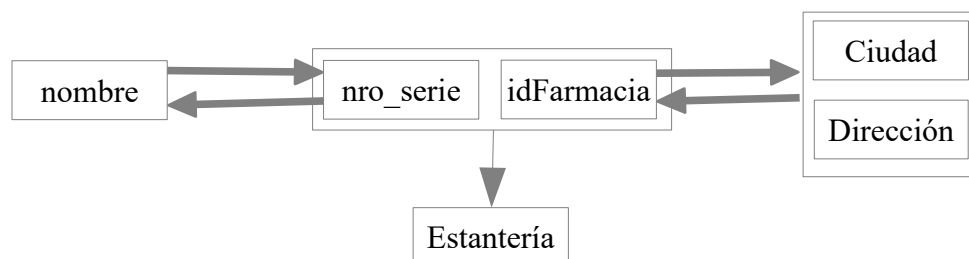 Ciudad
nombre
nro_serie
idFarmacia
Dirección
Estantería